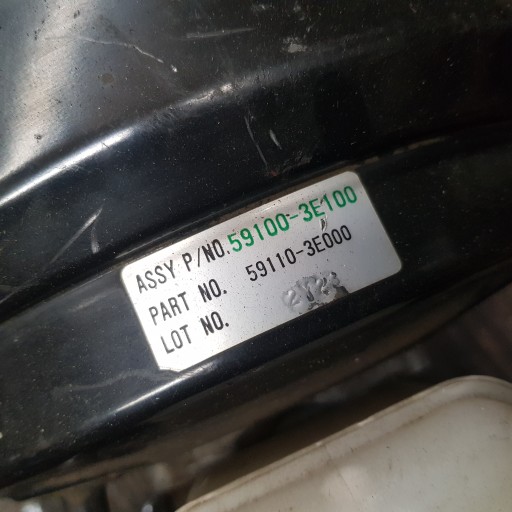 ASSY P/NO. 59100-3E100
PART NO. 59110-3E000
LOT NO.